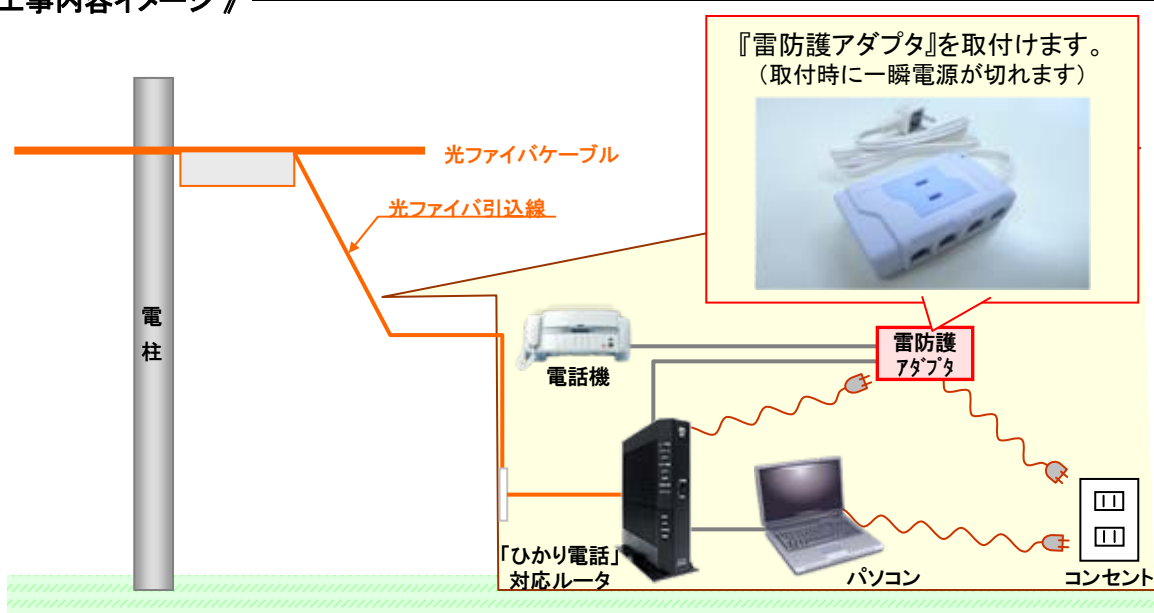 工事内容イメージ //
『雷防護アダプタ』を取付けます。
（取付時に一瞬電源が切れます）
光ファイバケーブル
光ファイバ引込線
電
柱
電話機
雷防護
ｱﾀﾞﾌﾟﾀ
「ひかり電話」
対応ルータ
パソコン
コンセント